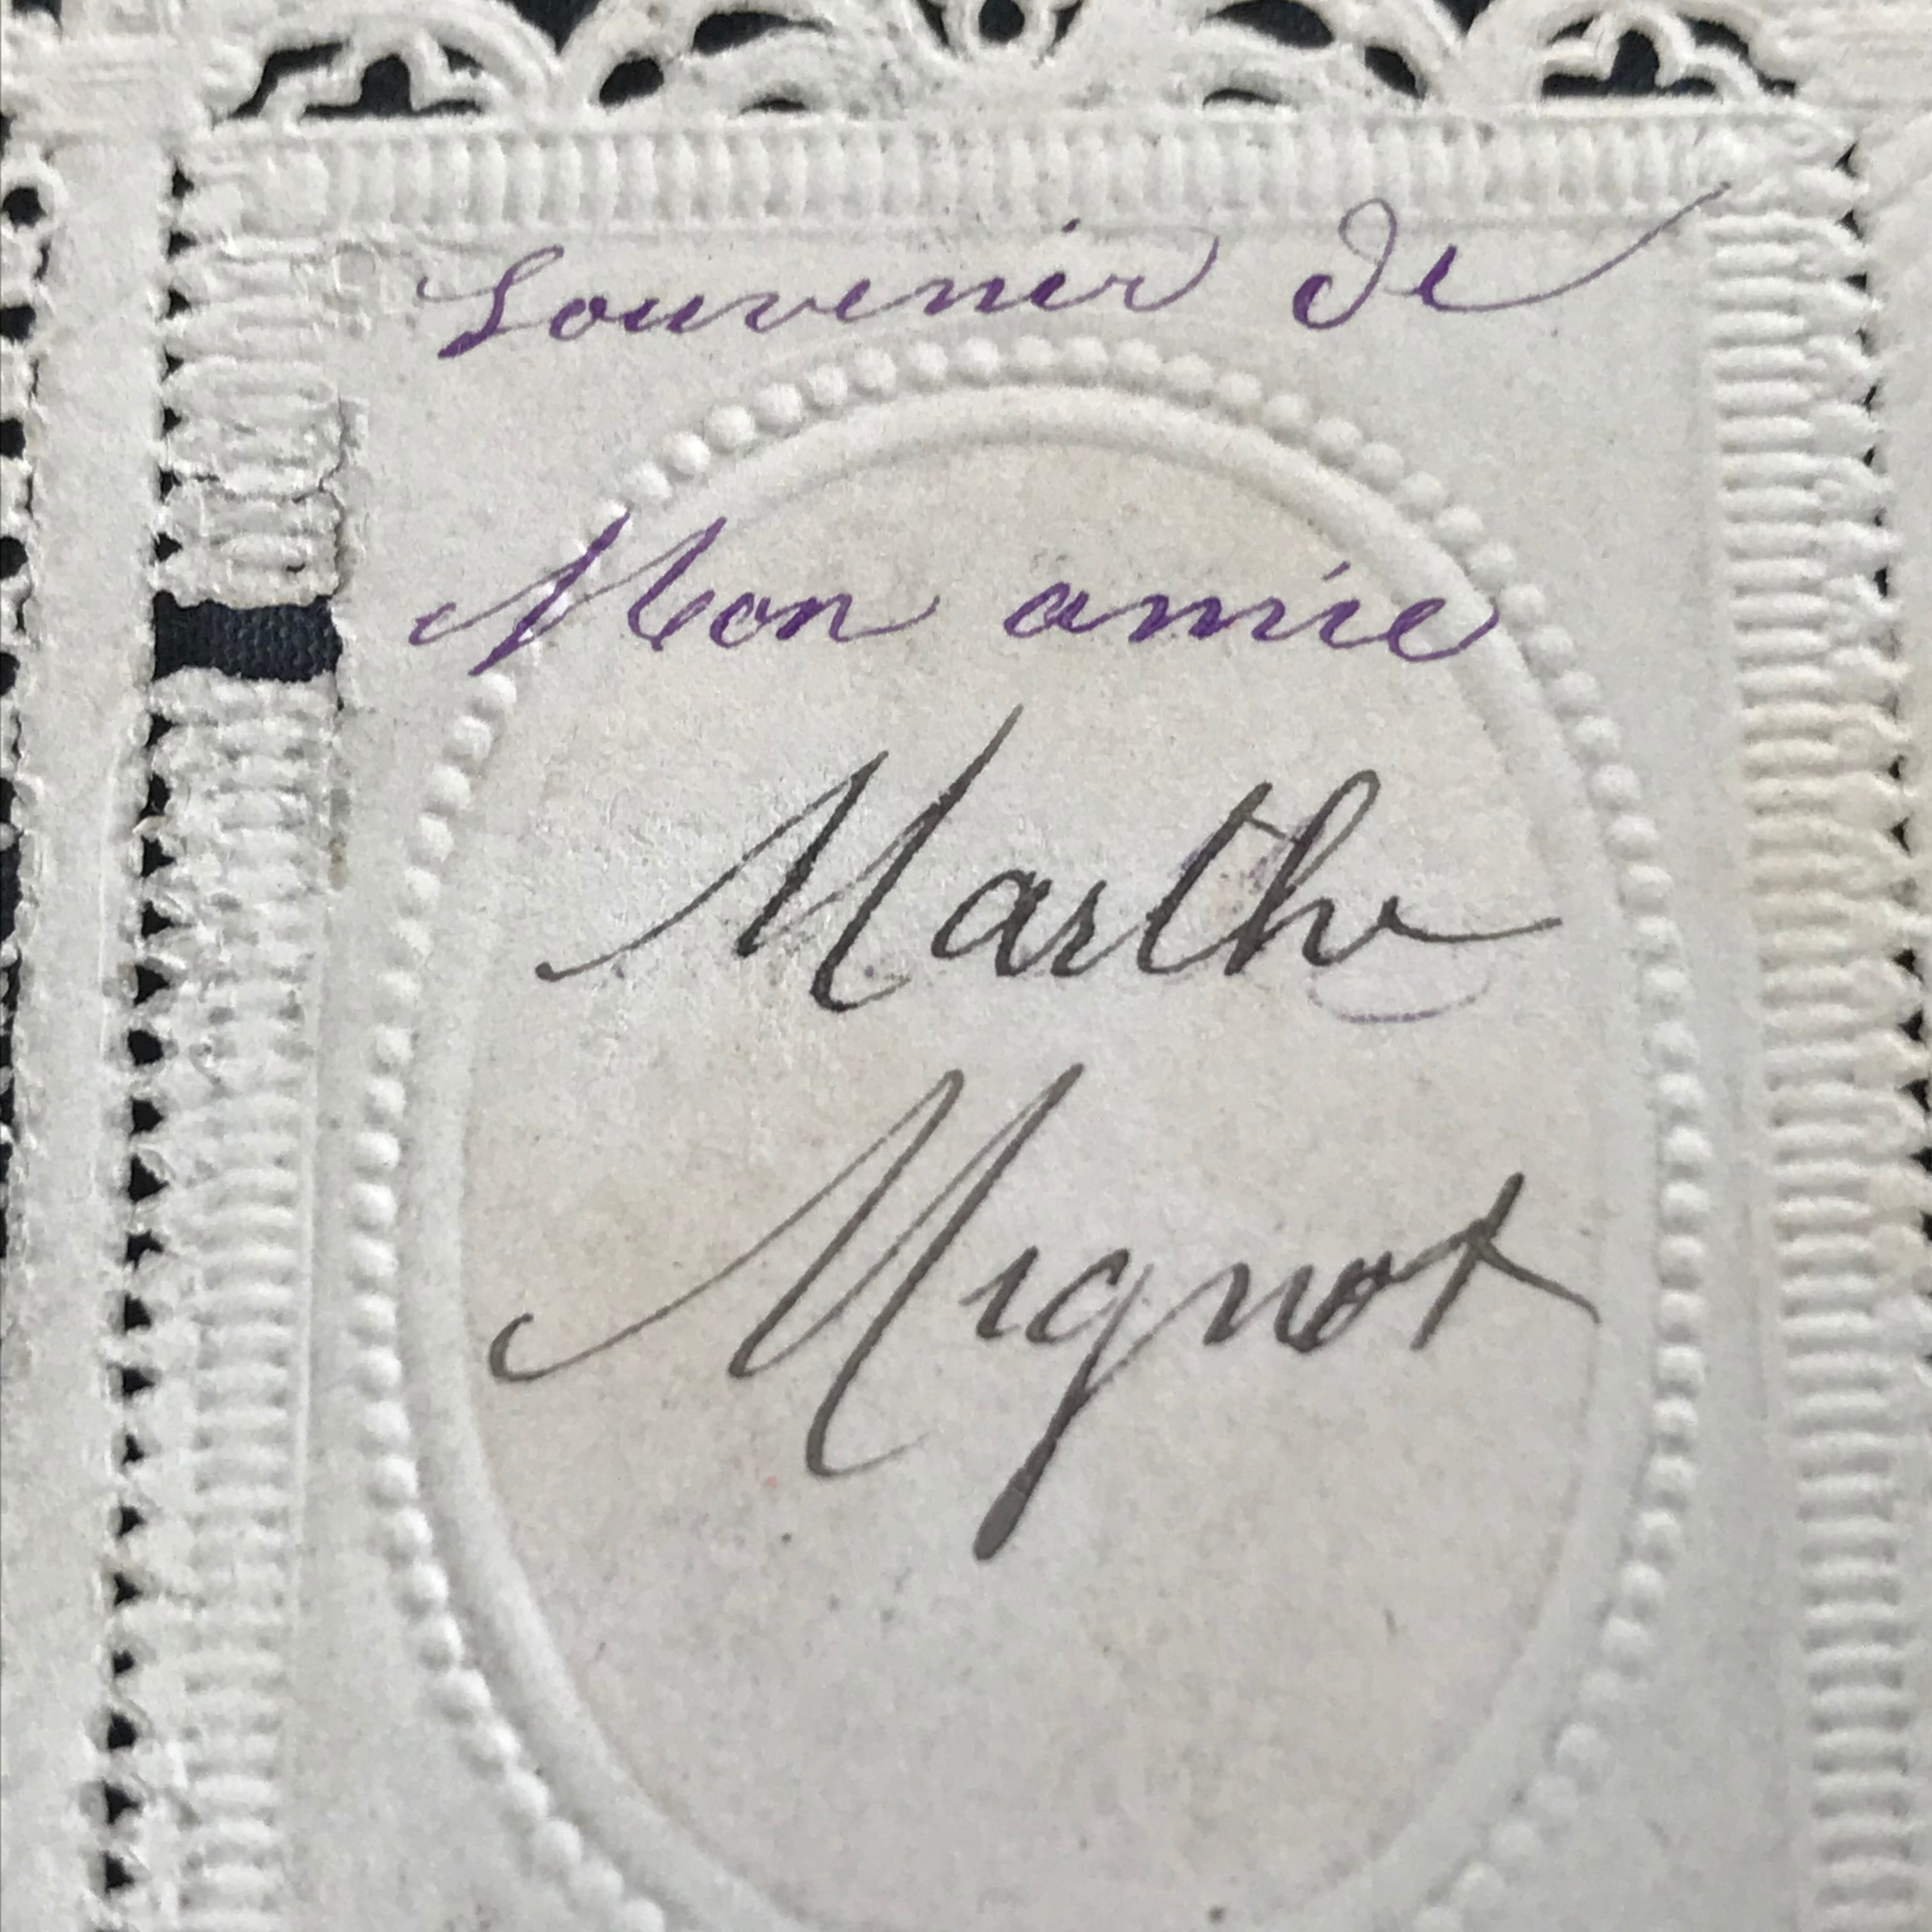 Souvenir de
Mon amie
Marthe
Mignot